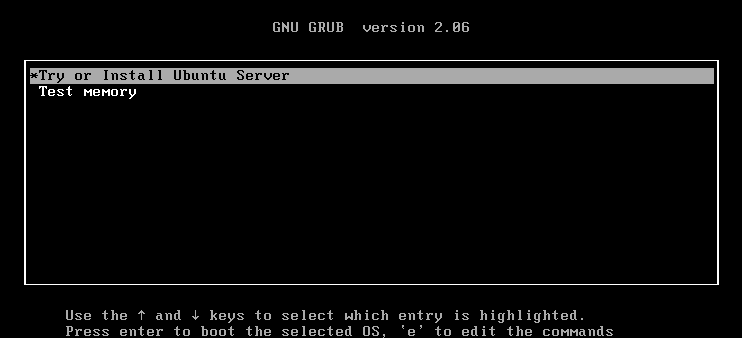 GNU GRUB  version 2.06
*Try or Install Ubuntu Server
Test memory
Use the ↑ and ↓ keys to select which entry is highlighted.
Press enter to boot the selected OS, `e' to edit the commands